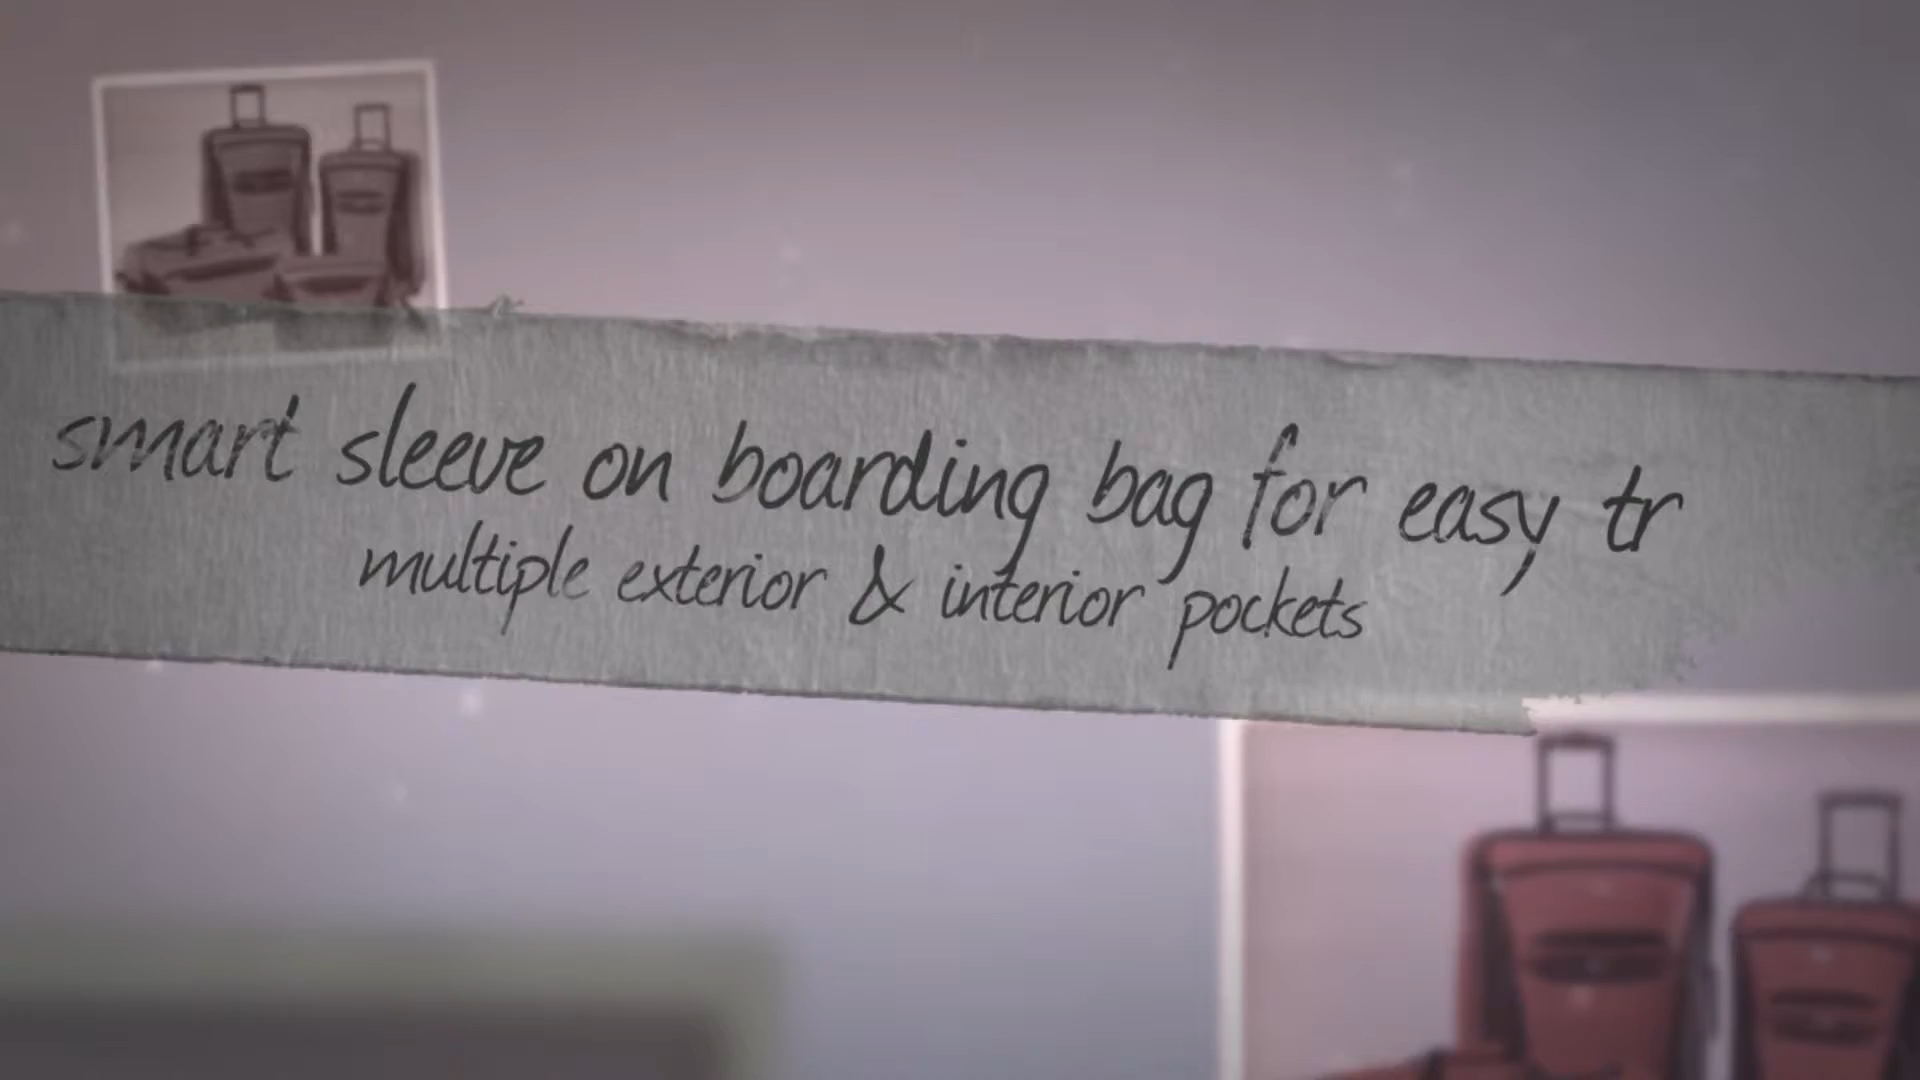 smart sleeve on boarding bag for easy tr
multiple exterior & interior pockets